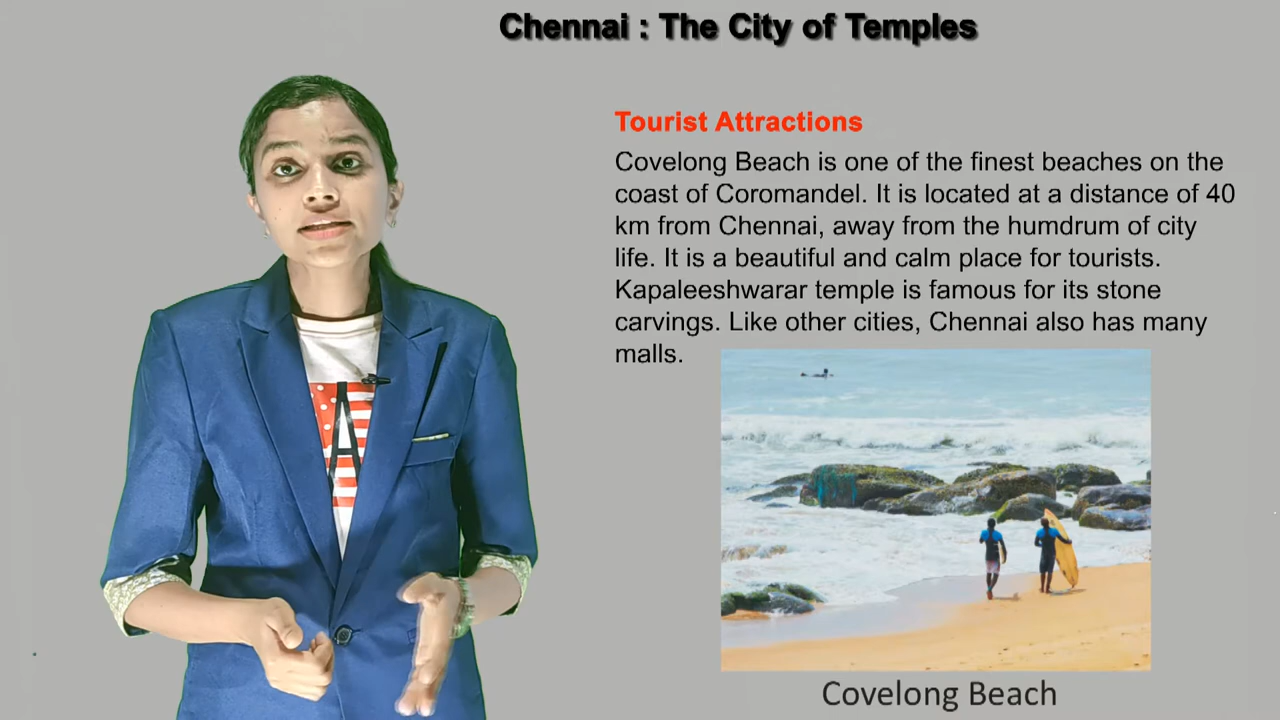 Chennai : The City of Temples
Tourist Attractions
Covelong Beach is one of the finest beaches on the
coast of Coromandel. It is located at a distance of 40
km from Chennai, away from the humdrum of city
life. It is a beautiful and calm place for tourists.
Kapaleeshwarar temple is famous for its stone
carvings. Like other cities, Chennai also has many
malls.
A
Covelong Beach